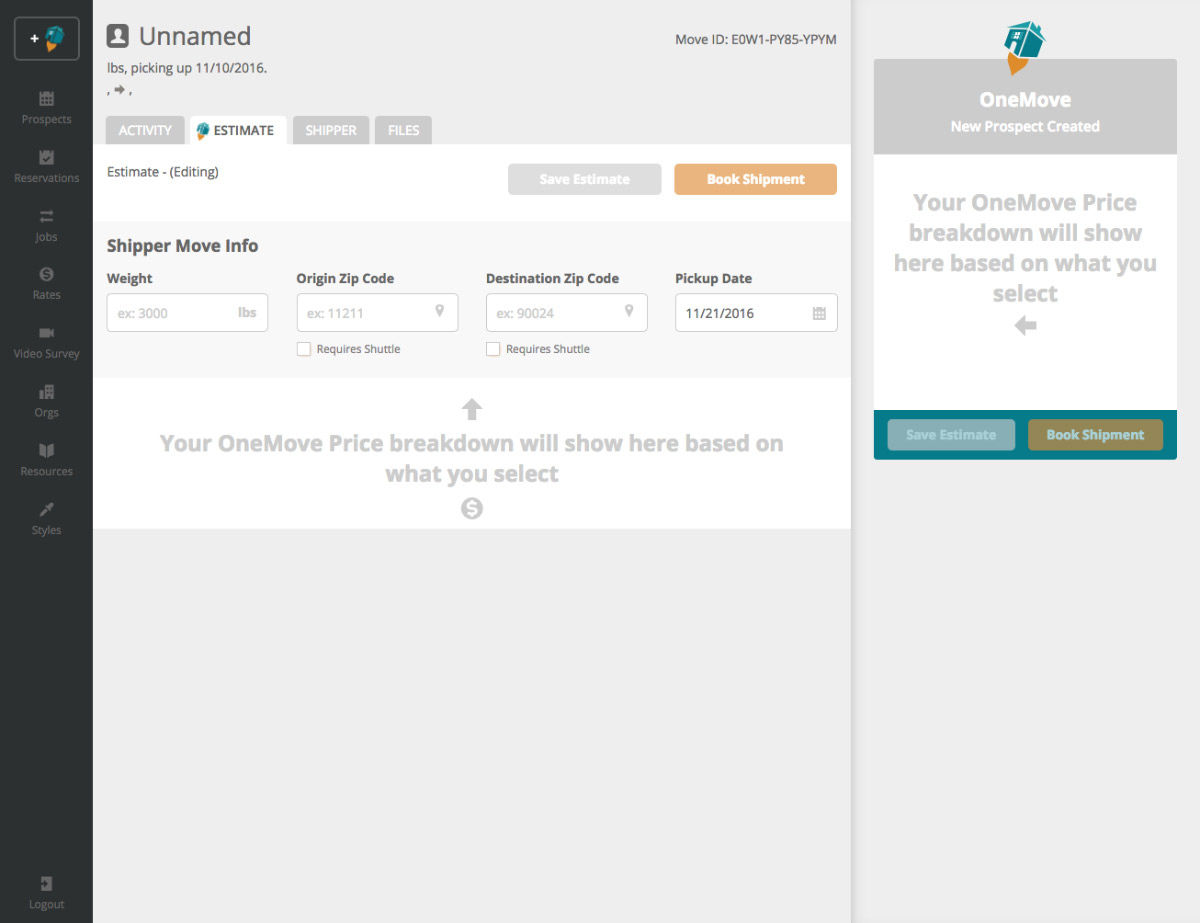 +
Prospects
Reservations
Jobs
Rates
Video Survey
Orgs
Resources
Styles
Logout
Unnamed
Move ID: E0W1-PY85-YPYM
lbs, picking up 11/10/2016.
, ,
ACTIVITY
ESTIMATE
SHIPPER
FILES
Estimate - (Editing)
Save Estimate
Book Shipment
Shipper Move Info
Weight
Origin Zip Code
Destination Zip Code
Pickup Date
ex: 3000 lbs
ex: 11211
ex: 90024
11/21/2016
Requires Shuttle
Requires Shuttle
Your OneMove Price breakdown will show here based on
what you select
$
OneMove
New Prospect Created
Your OneMove Price
breakdown will show
here based on what you
select
Save Estimate
Book Shipment